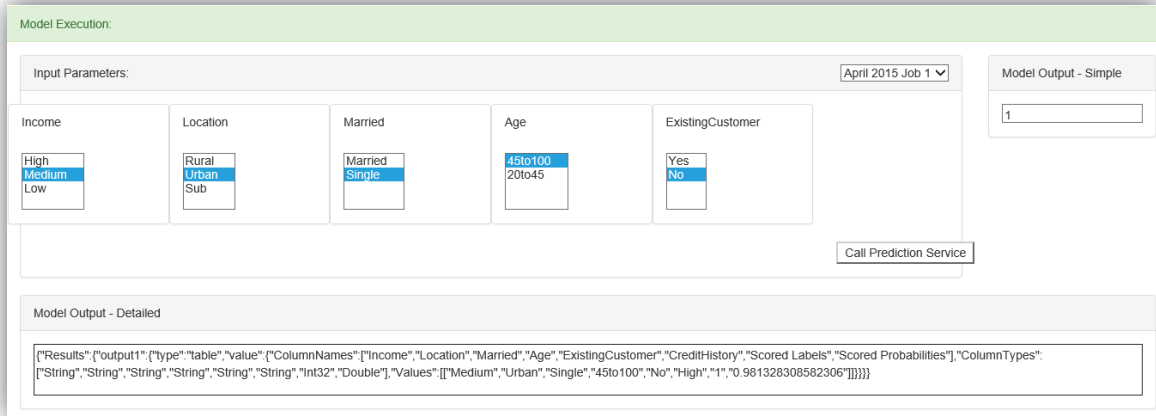 Model Execution:
Input Parameters:
April 2015 Job 1
Model Output - Simple
1
Income
High
Medium
Low
Location
Rural
Urban
Sub
Married
Married
Single
Age
45to100
20to45
ExistingCustomer
Yes
No
Call Prediction Service
Model Output - Detailed
{"Results":{"output1":{"type":"table","value":{"ColumnNames":["Income","Location","Married","Age","ExistingCustomer","CreditHistory","Scored Labels","Scored Probabilities"],"ColumnTypes":
["String","String","String","String","String","String","Int32","Double"],"Values":[["Medium","Urban","Single","45to100","No","High","1","0.981328308582306"]]}}}}